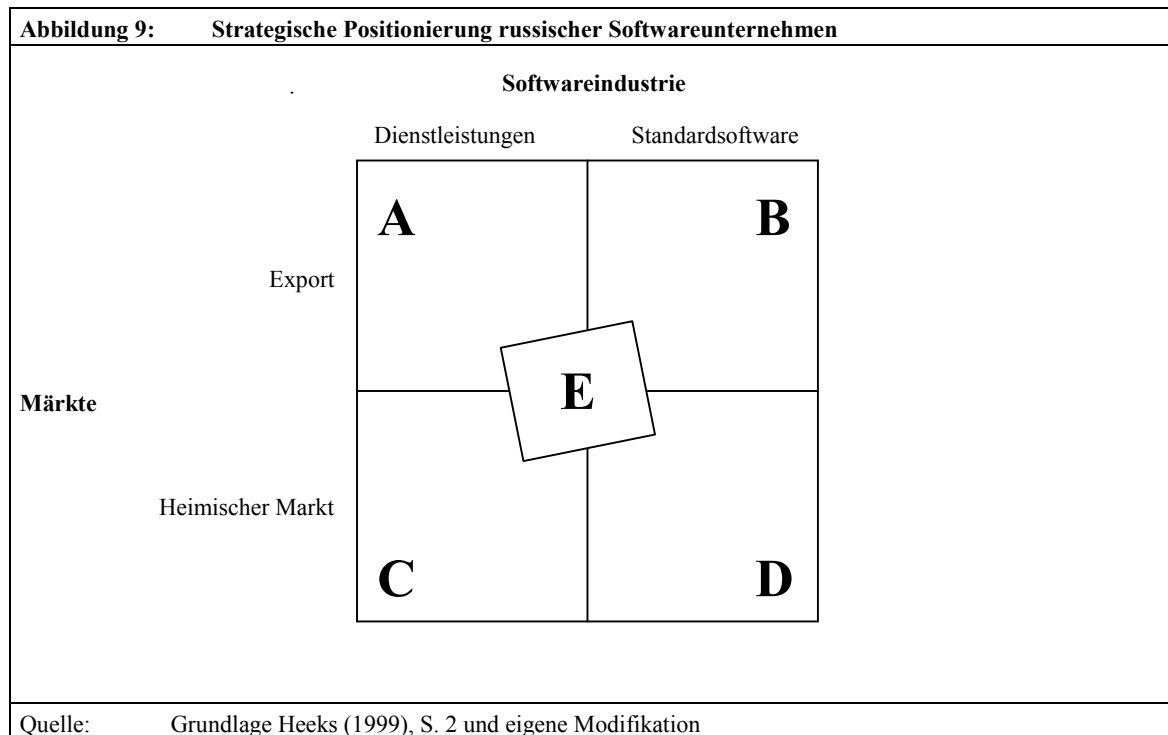 Abbildung 9: Strategische Positionierung russischer Softwareunternehmen
Softwareindustrie
Dienstleistungen Standardsoftware
A B
Export
E
Märkte
Heimischer Markt
C D
Quelle: Grundlage Heeks (1999), S. 2 und eigene Modifikation